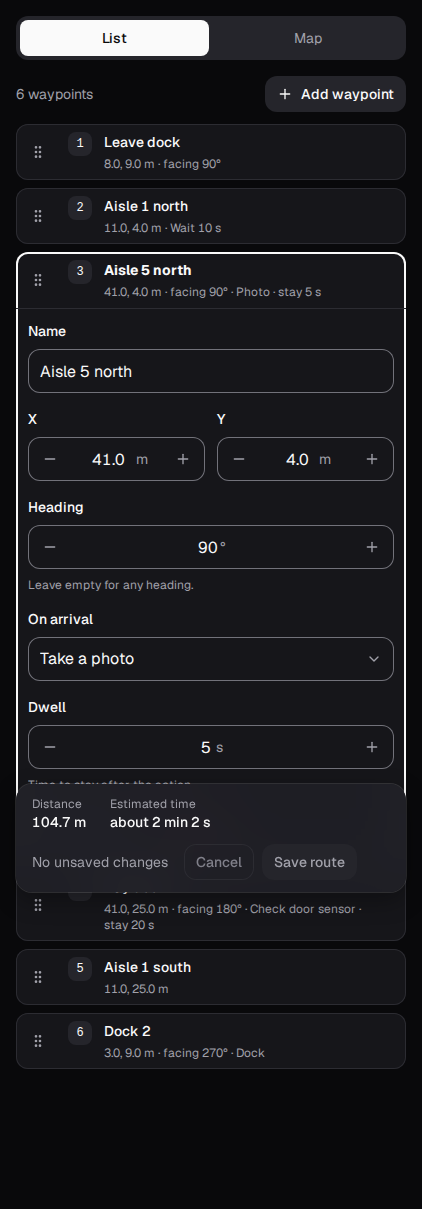 List
Map
6 waypoints
+ Add waypoint
1
Leave dock
8.0, 9.0 m · facing 90°
2
Aisle 1 north
11.0, 4.0 m · Wait 10 s
3
Aisle 5 north
41.0, 4.0 m · facing 90° · Photo · stay 5 s
Name
Aisle 5 north
X
Y
− 41.0 m +
− 4.0 m +
Heading
− 90° +
Leave empty for any heading.
On arrival
Take a photo
Dwell
− 5 s +
Distance
Estimated time
104.7 m
about 2 min 2 s
No unsaved changes
Cancel
Save route
41.0, 25.0 m · facing 180° · Check door sensor ·
stay 20 s
5
Aisle 1 south
11.0, 25.0 m
6
Dock 2
3.0, 9.0 m · facing 270° · Dock